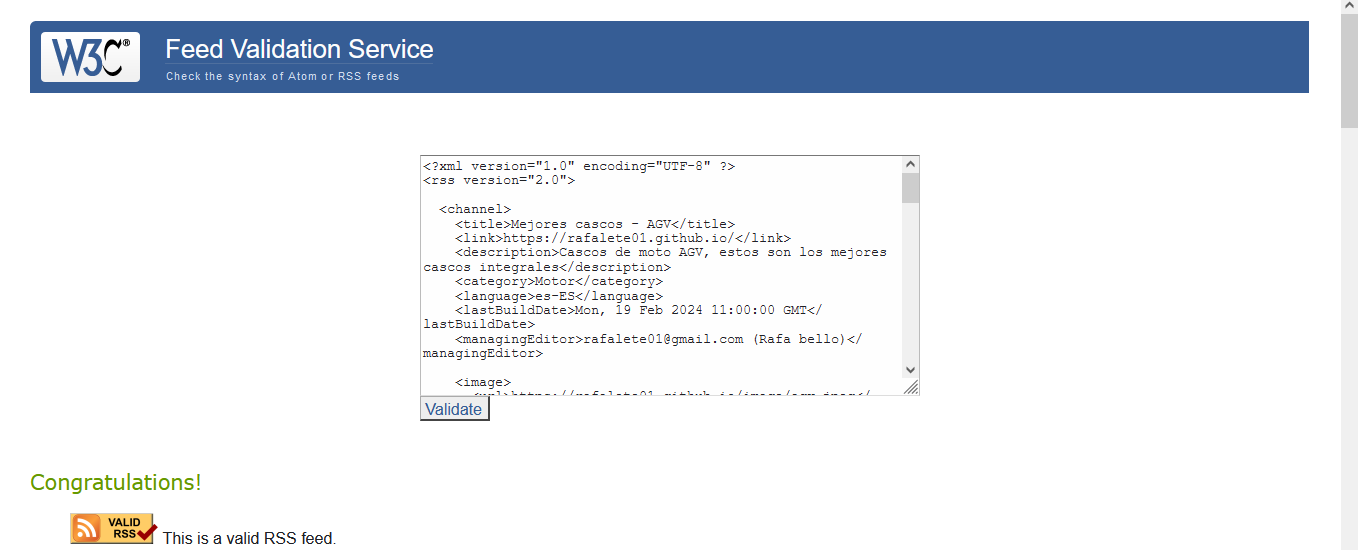 W3C®
Feed Validation Service
Check the syntax of Atom or RSS feeds
<?xml version="1.0" encoding="UTF-8" ?>
<rss version="2.0">
<channel>
<title>Mejores cascos - AGV</title>
<link>https://rafalete01.github.io/</link>
<description>Cascos de moto AGV, estos son los mejores
cascos integrales</description>
<category>Motor</category>
<language>es-ES</language>
<lastBuildDate>Mon, 19 Feb 2024 11:00:00 GMT</
lastBuildDate>
<managingEditor>rafalete01@gmail.com (Rafa bello)</
managingEditor>
<image>
Validate
Congratulations!
VALID
RSS
This is a valid RSS feed.